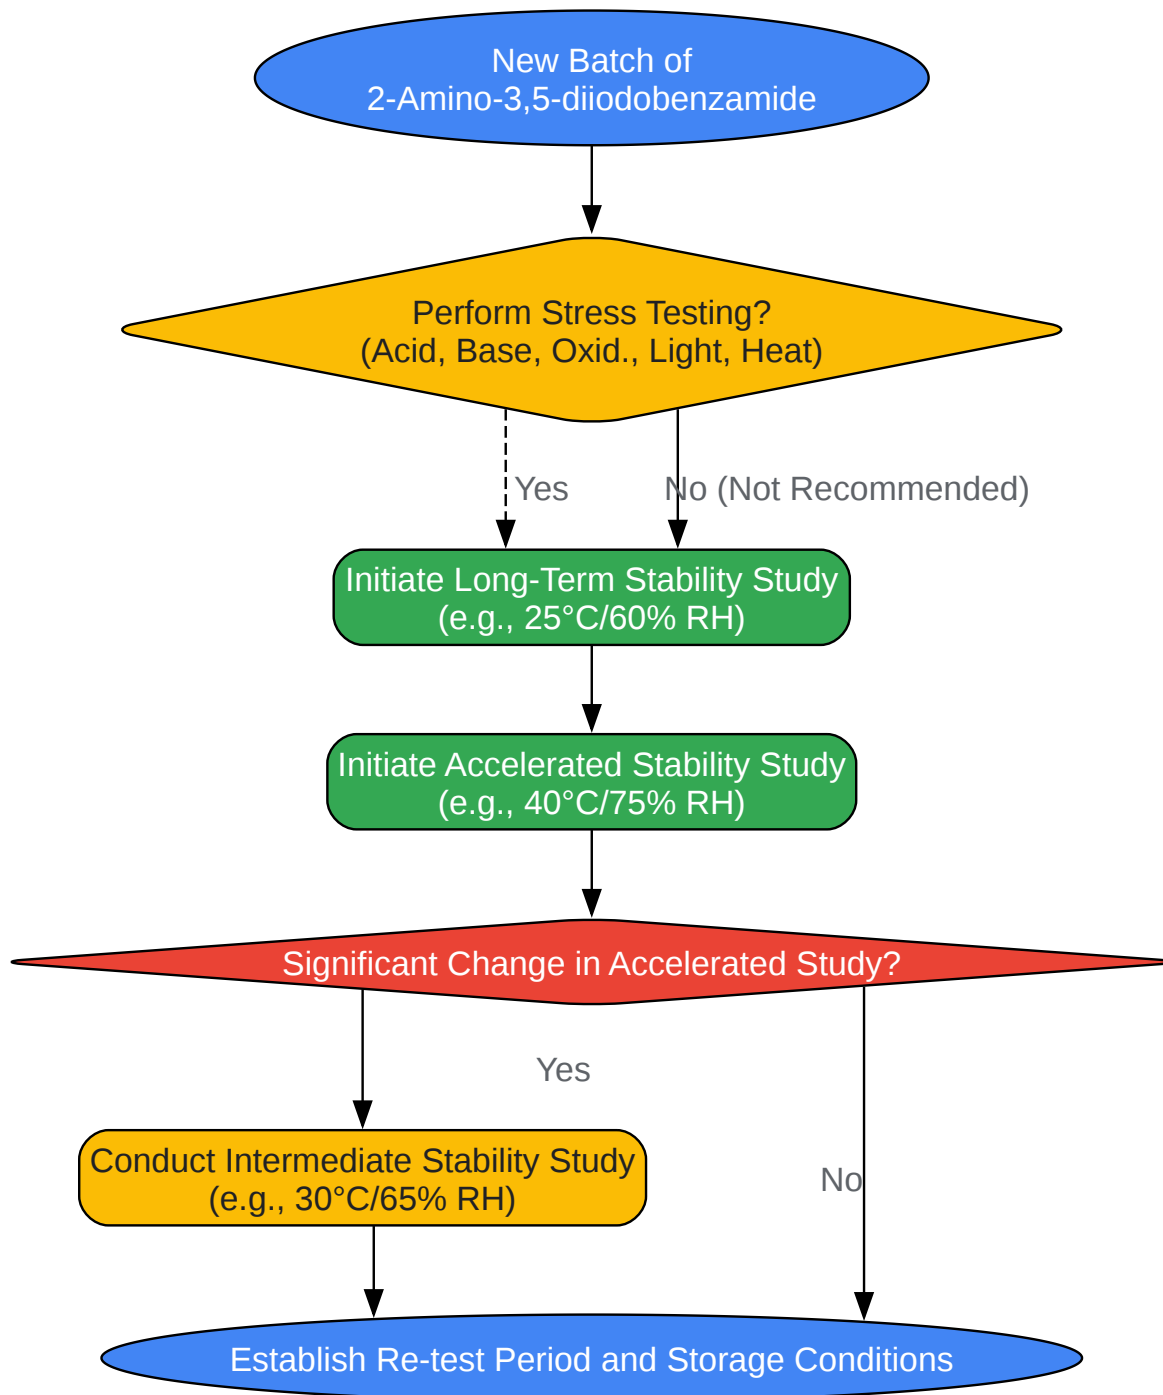 New Batch of
2-Amino-3,5-diiodobenzamide
Perform Stress Testing?
(Acid, Base, Oxid., Light, Heat)
Yes
No (Not Recommended)
Initiate Long-Term Stability Study
(e.g., 25°C/60% RH)
Initiate Accelerated Stability Study
(e.g., 40°C/75% RH)
Significant Change in Accelerated Study?
Yes
Conduct Intermediate Stability Study
(e.g., 30°C/65% RH)
No
Establish Re-test Period and Storage Conditions